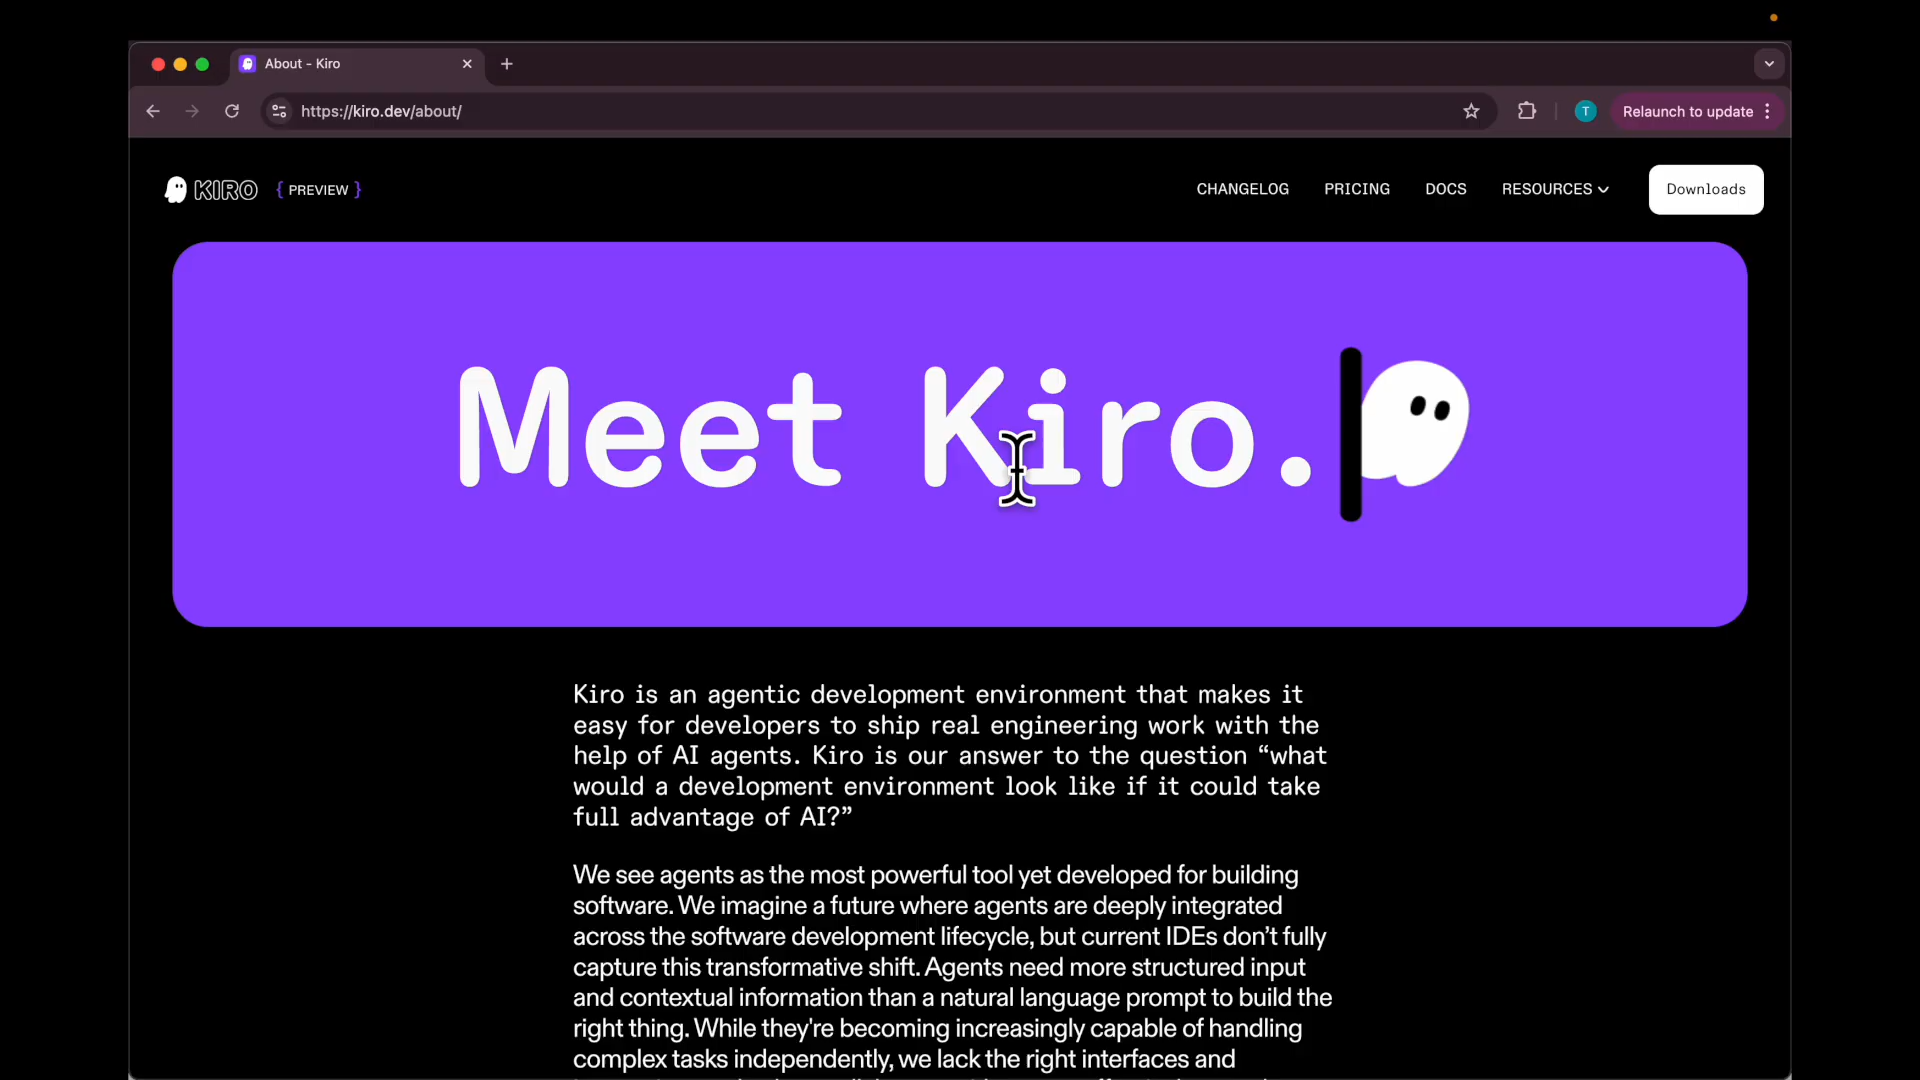 About - Kiro
https://kiro.dev/about/
T
Relaunch to update
KIRO { PREVIEW }
CHANGELOG PRICING DOCS RESOURCES Downloads
Meet Kiro.
Kiro is an agentic development environment that makes it
easy for developers to ship real engineering work with the
help of AI agents. Kiro is our answer to the question “what
would a development environment look like if it could take
full advantage of AI?”
We see agents as the most powerful tool yet developed for building
software. We imagine a future where agents are deeply integrated
across the software development lifecycle, but current IDEs don’t fully
capture this transformative shift. Agents need more structured input
and contextual information than a natural language prompt to build the
right thing. While they're becoming increasingly capable of handling
complex tasks independently, we lack the right interfaces and